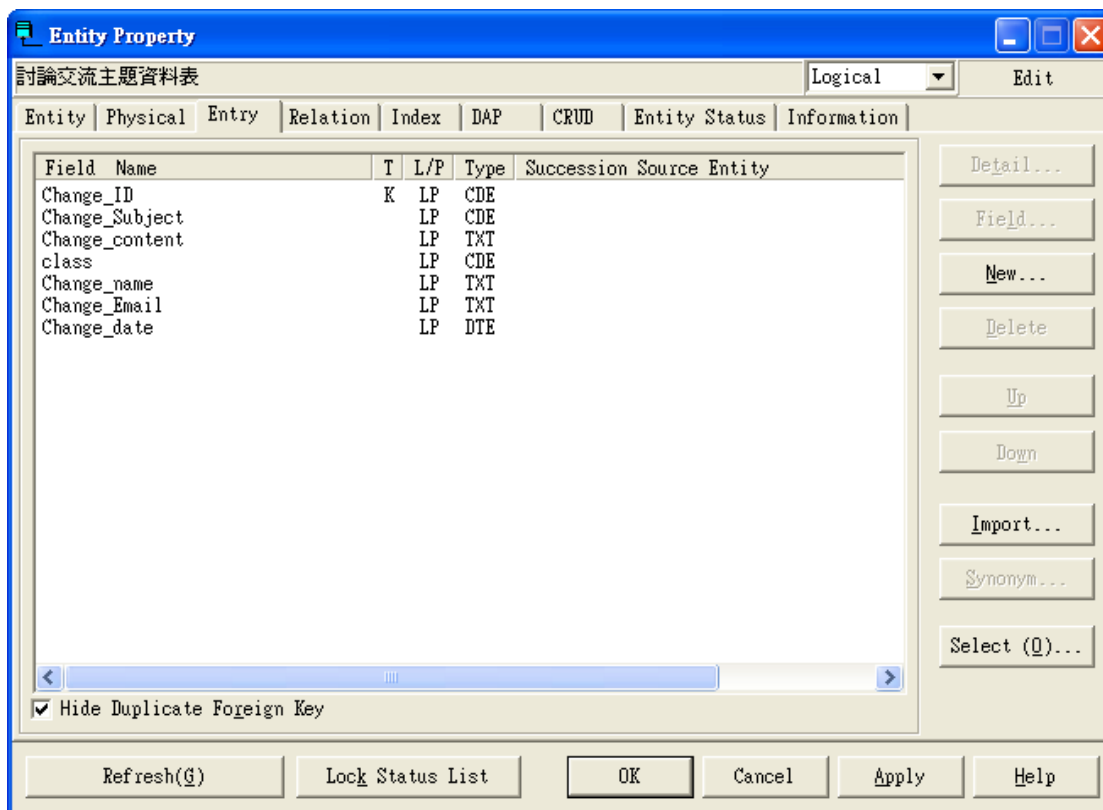 Entity Property
討論交流主題資料表 Logical Edit
Entity Physical Entry Relation Index DAP CRUD Entity Status Information
Field Name T L/P Type Succession Source Entity
Change_ID K LP CDE
Change_Subject LP CDE
Change_content LP TXT
class LP CDE
Change_name LP TXT
Change_Email LP TXT
Change_date LP DTE
Detail...
Field...
New...
Delete
Up
Down
Import...
Synonym...
Select (Q)...
Hide Duplicate Foreign Key
Refresh(G) Lock Status List OK Cancel Apply Help